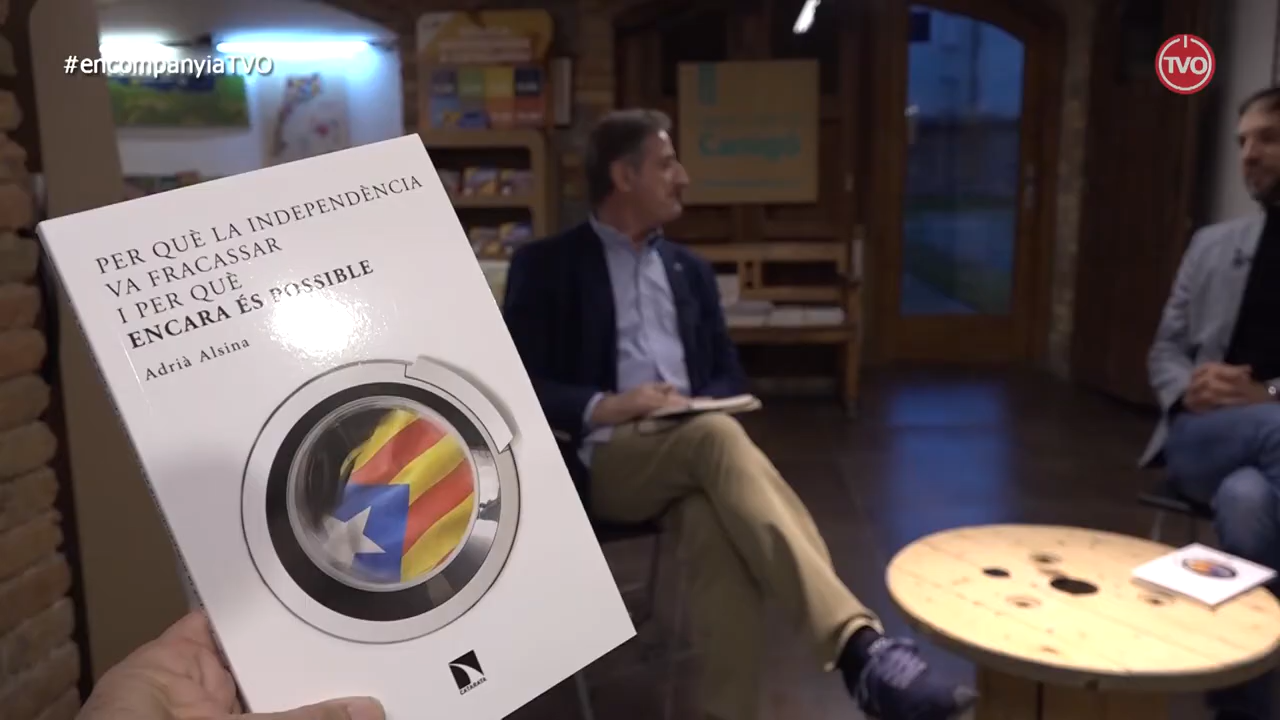 #encompanyiaTVO
TVO
PER QUÈ LA INDEPENDÈNCIA
VA FRACASSAR
I PER QUÈ
ENCARA ÉS POSSIBLE
Adrià Alsina
CATARATA